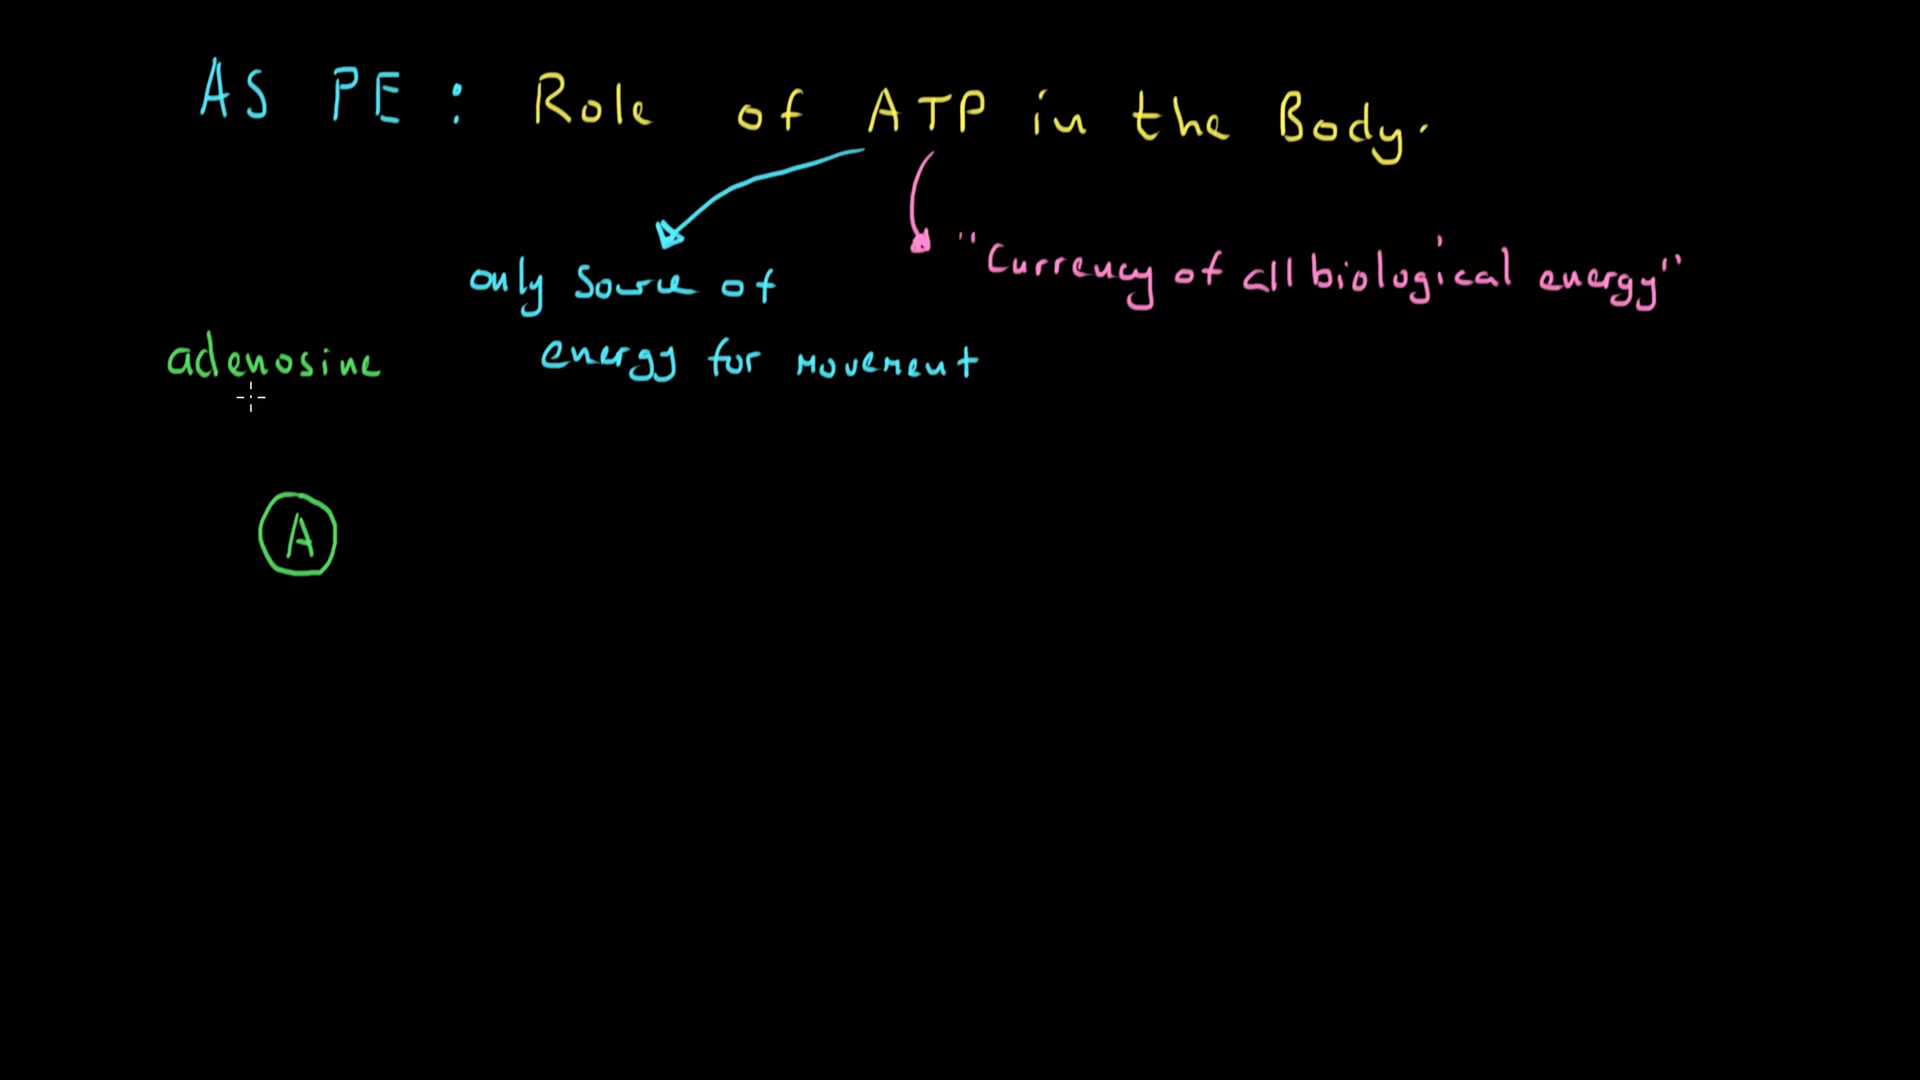 AS PE : Role of ATP in the Body.
only source of
"Currency of all biological energy"
adenosine
energy for movement
A